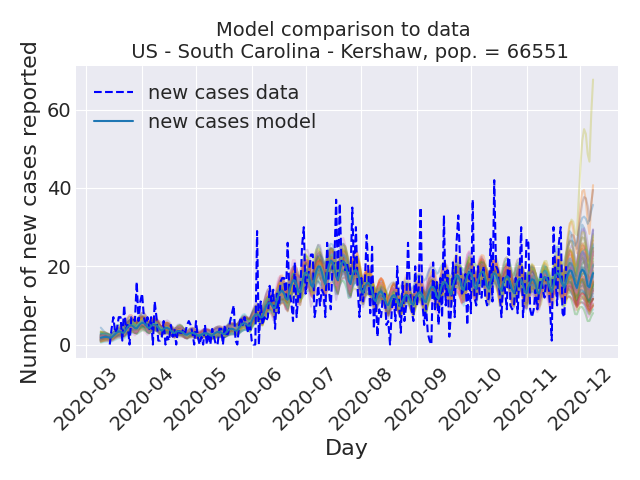 Model comparison to data
US - South Carolina - Kershaw, pop. = 66551
Number of new cases reported
new cases data
new cases model
60
40
20
0
2020-03
2020-04
2020-05
2020-06
2020-07
2020-08
2020-09
2020-10
2020-11
2020-12
Day